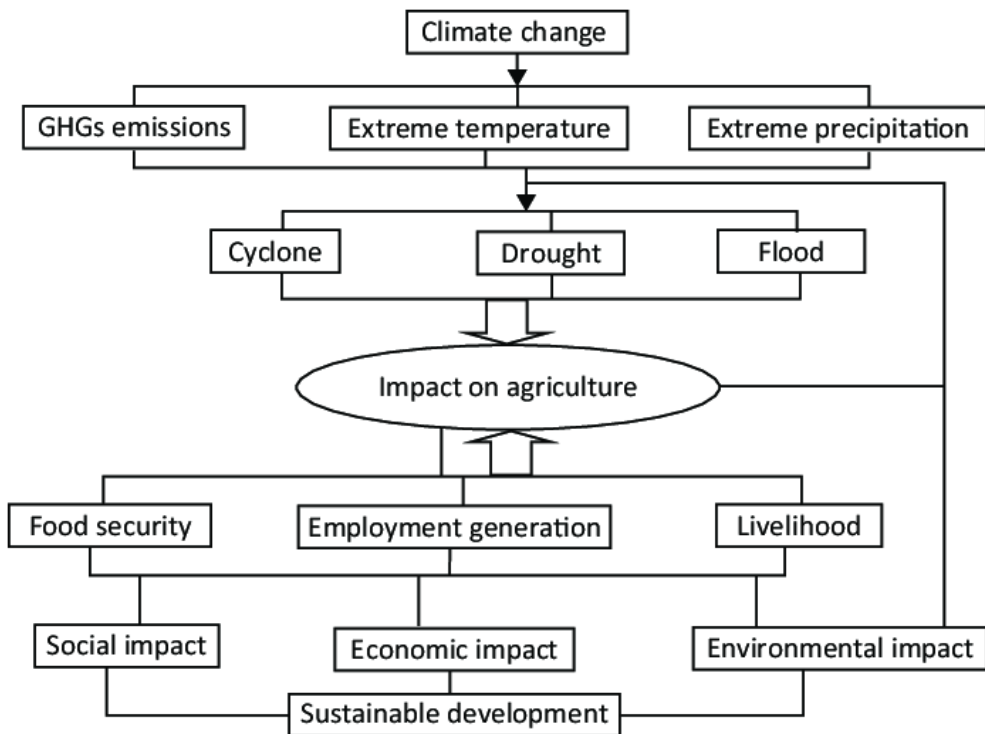 Climate change
GHGs emissions
Extreme temperature
Extreme precipitation
Cyclone
Drought
Flood
Impact on agriculture
Food security
Employment generation
Livelihood
Social impact
Economic impact
Environmental impact
Sustainable development